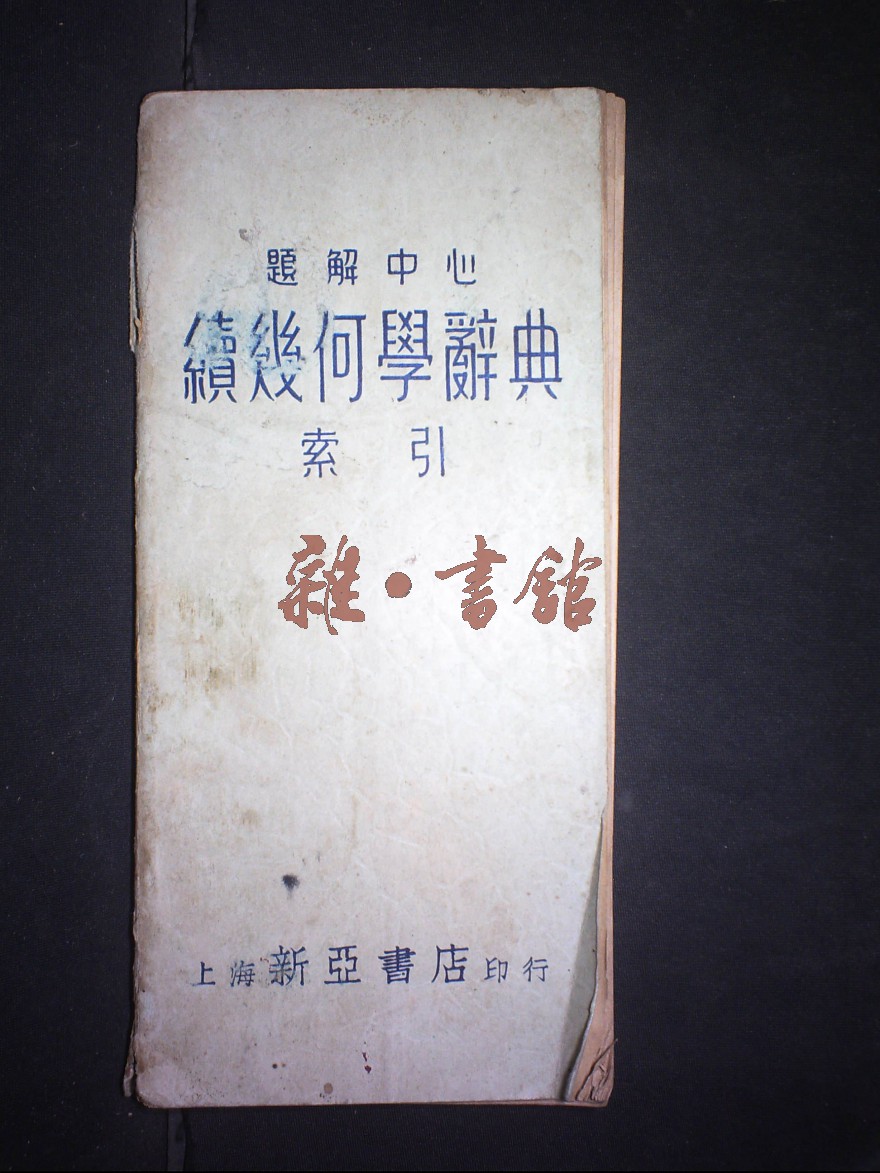 題解中心
續幾何學辭典
索引
雜·書館
上海新亞書店印行